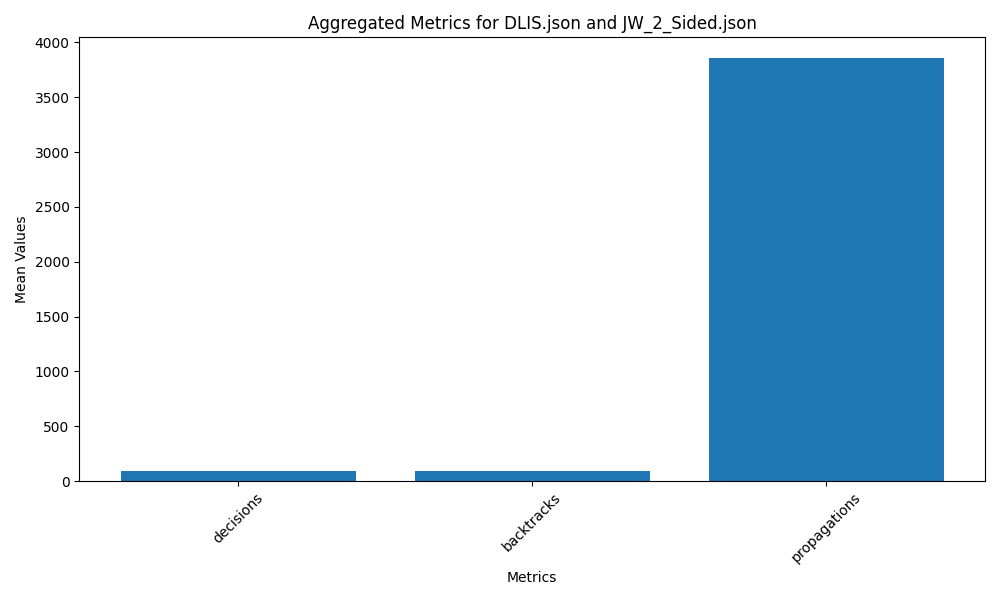 Aggregated Metrics for DLIS.json and JW_2_Sided.json
4000
3500
3000
2500
2000
1500
1000
500
0
Mean Values
decisions
backtracks
propagations
Metrics